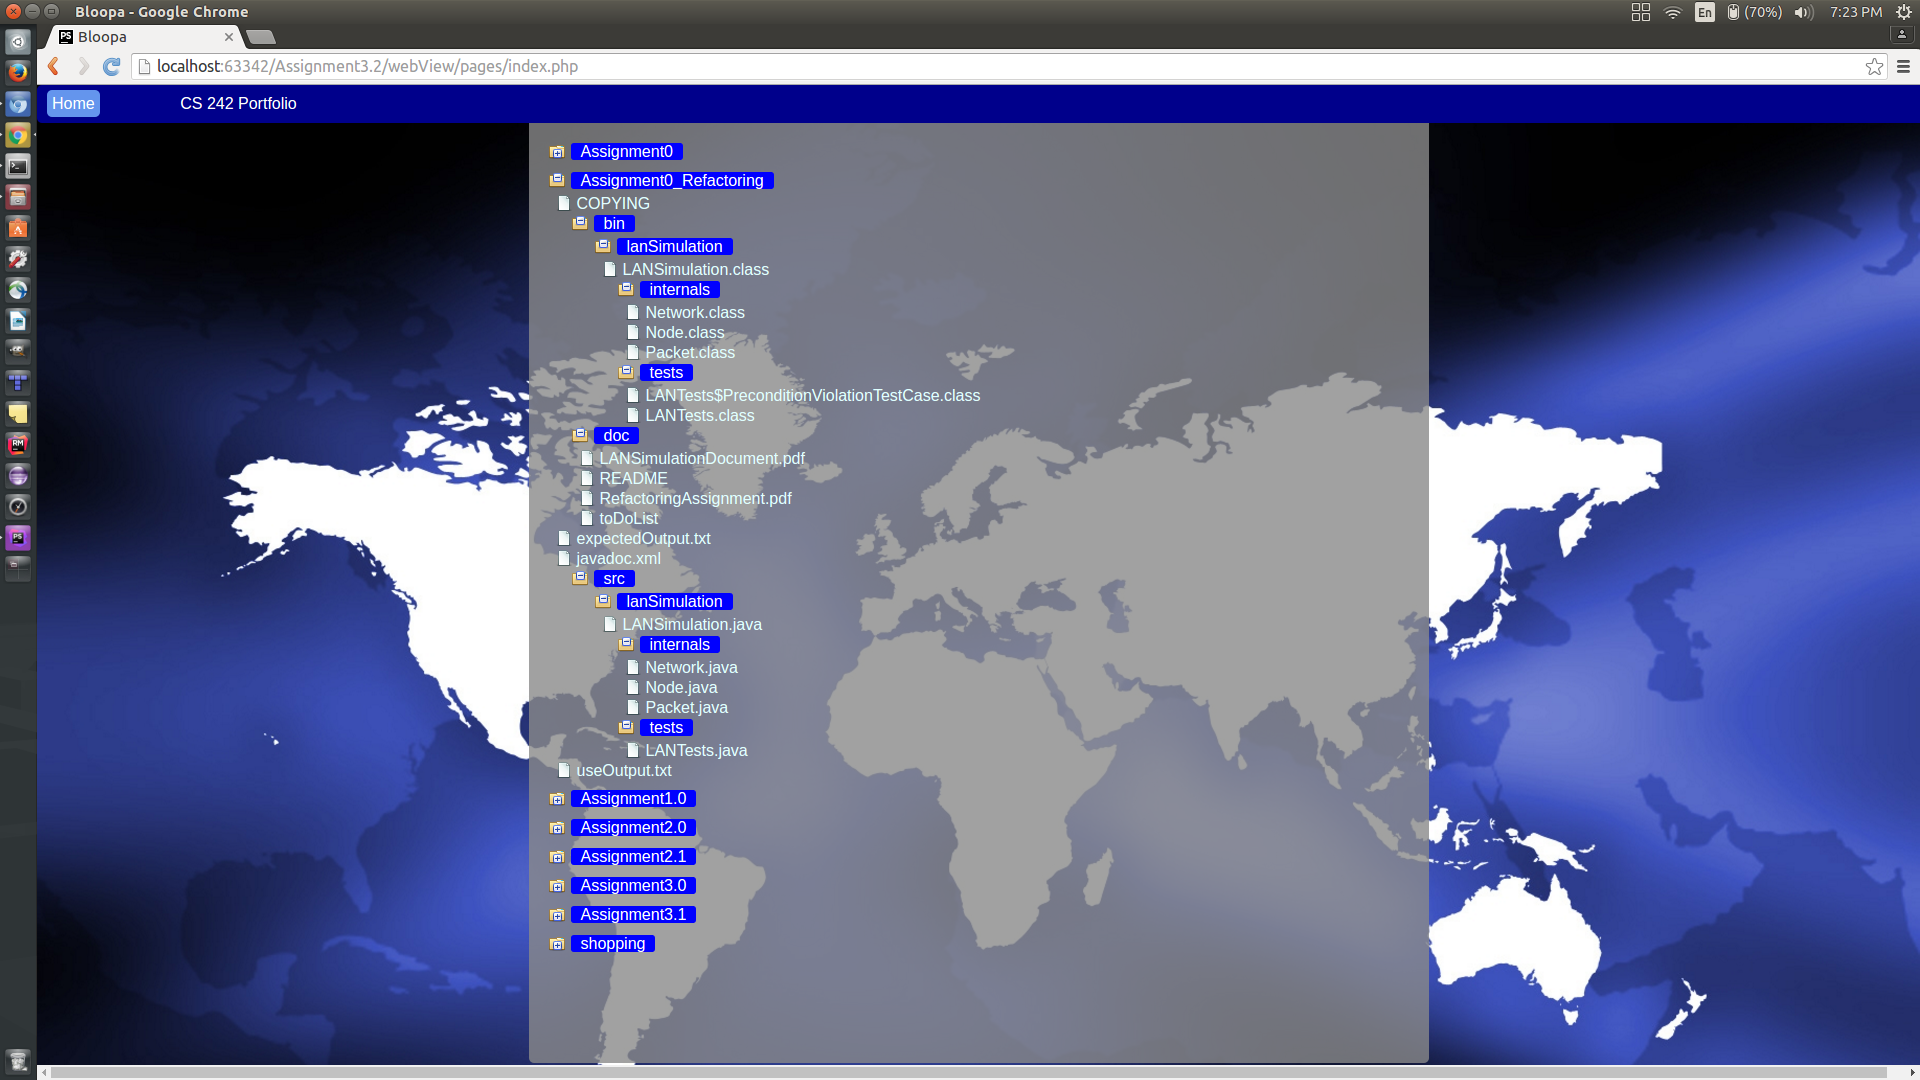 Bloopa - Google Chrome
En (70%) 7:23 PM
Bloopa
localhost:63342/Assignment3.2/webView/pages/index.php
Home CS 242 Portfolio
Assignment0
Assignment0_Refactoring
COPYING
bin
lanSimulation
LANSimulation.class
internals
Network.class
Node.class
Packet.class
tests
LANTests$PreconditionViolationTestCase.class
LANTests.class
doc
LANSimulationDocument.pdf
README
RefactoringAssignment.pdf
toDoList
expectedOutput.txt
javadoc.xml
src
lanSimulation
LANSimulation.java
internals
Network.java
Node.java
Packet.java
tests
LANTests.java
useOutput.txt
Assignment1.0
Assignment2.0
Assignment2.1
Assignment3.0
Assignment3.1
shopping
RM
PS